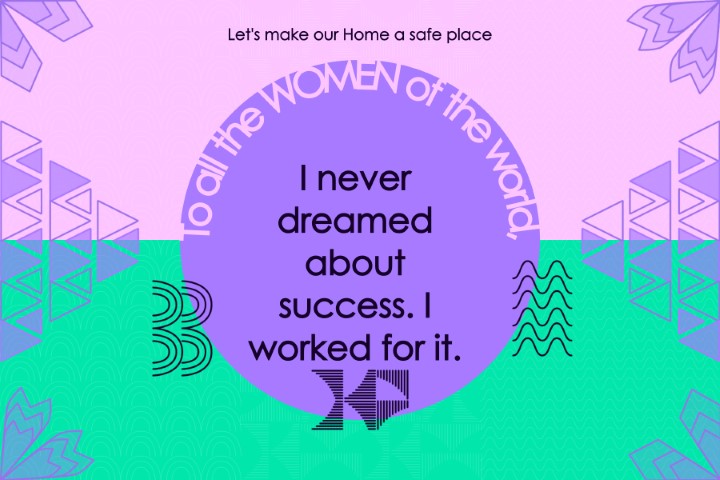 Let's make our Home a safe place
To all the WOMEN of the world,
I never
dreamed
about
success. I
worked for it.